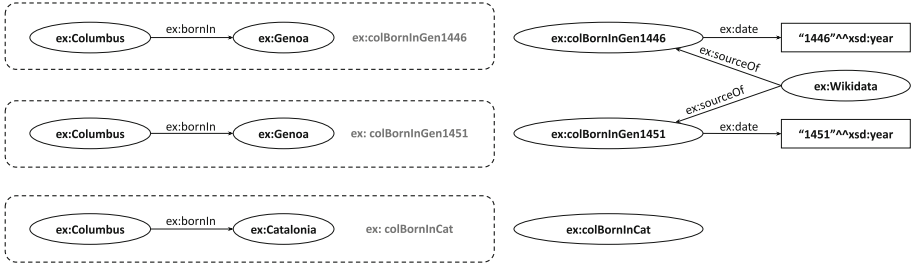 ex:bornIn
ex:Columbus ex:Genoa ex:colBornInGen1446
ex:date
ex:colBornInGen1446 "1446"^^xsd:year
ex:sourceOf
ex:Wikidata
ex:sourceOf
ex:bornIn
ex:Columbus ex:Genoa ex: colBornInGen1451
ex:date
ex:colBornInGen1451 "1451"^^xsd:year
ex:bornIn
ex:Columbus ex:Catalonia ex: colBornInCat
ex:colBornInCat